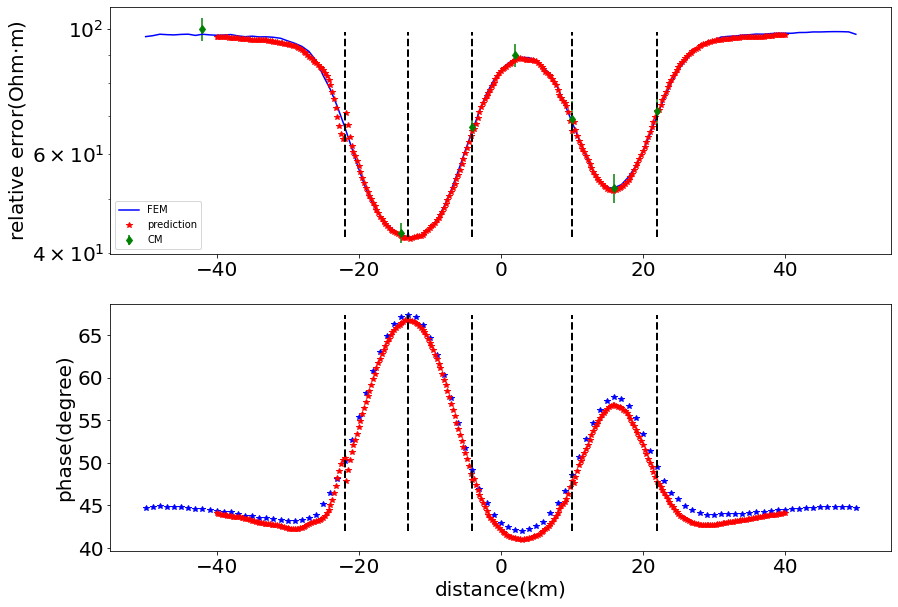 relative error(Ohm·m)
10²
6 × 10¹
4 × 10¹
FEM
prediction
CM
−40
−20
0
20
40
phase(degree)
65
60
55
50
45
40
−40
−20
0
20
40
distance(km)